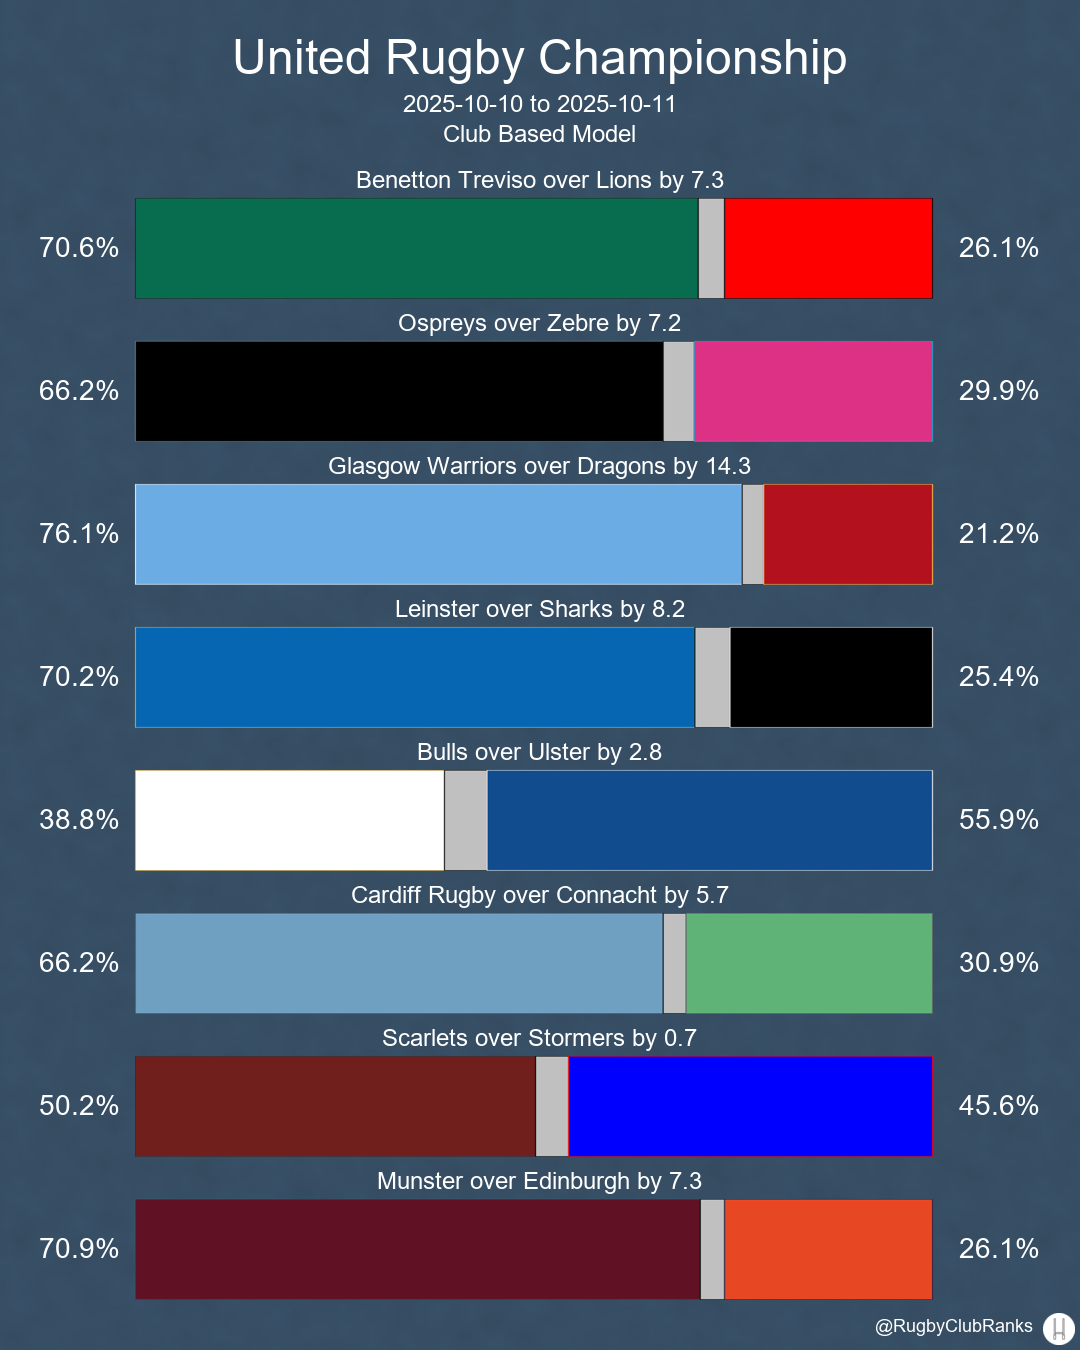 United Rugby Championship
2025-10-10 to 2025-10-11
Club Based Model
Benetton Treviso over Lions by 7.3
70.6% 26.1%
Ospreys over Zebre by 7.2
66.2% 29.9%
Glasgow Warriors over Dragons by 14.3
76.1% 21.2%
Leinster over Sharks by 8.2
70.2% 25.4%
Bulls over Ulster by 2.8
38.8% 55.9%
Cardiff Rugby over Connacht by 5.7
66.2% 30.9%
Scarlets over Stormers by 0.7
50.2% 45.6%
Munster over Edinburgh by 7.3
70.9% 26.1%
@RugbyClubRanks